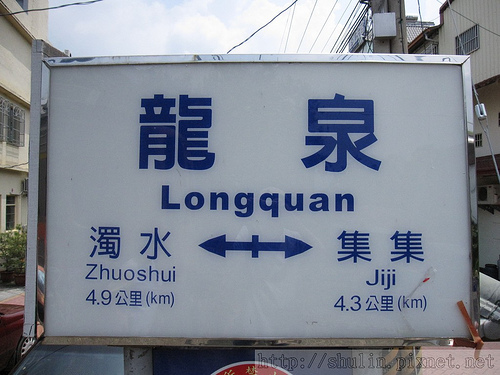 龍泉
Longquan
濁水 集集
Zhuoshui Jiji
4.9公里(km) 4.3公里(km)
http://shulin.pixnet.net